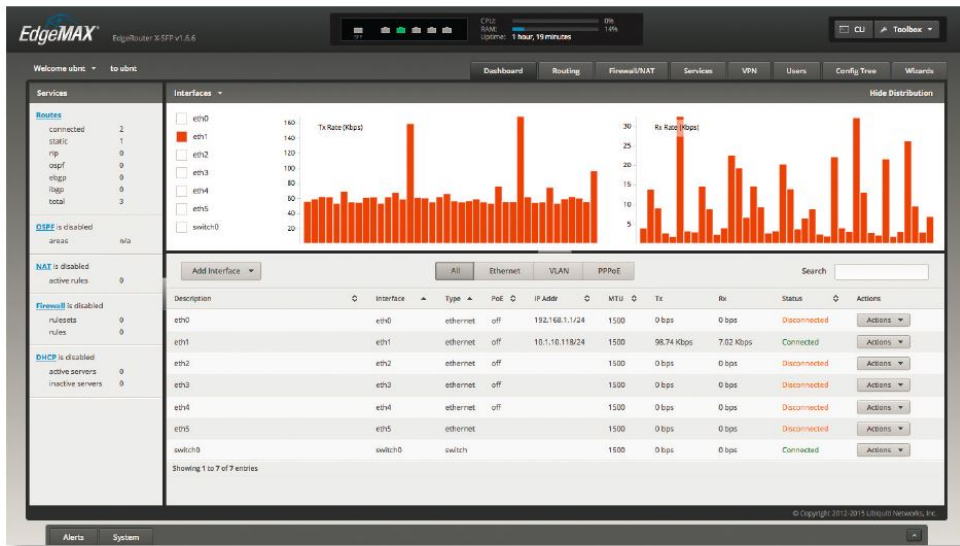 EdgeMAX EdgeRouter X-SFP v1.6.6
SFP
CPU: 0%
RAM: 14%
Uptime: 1 hour, 19 minutes
CLI Toolbox
Welcome ubnt to ubnt
Dashboard Routing Firewall/NAT Services VPN Users Config Tree Wizards
Services
Routes
connected 2
static 1
rip 0
ospf 0
ebgp 0
ibgp 0
total 3
OSPF is disabled
areas n/a
NAT is disabled
active rules 0
Firewall is disabled
rulesets 0
rules 0
DHCP is disabled
active servers 0
inactive servers 0
Interfaces Hide Distribution
eth0
eth1
eth2
eth3
eth4
eth5
switch0
Tx Rate (Kbps)
160
140
120
100
80
60
40
20
Rx Rate (Kbps)
30
25
20
15
10
5
Add Interface All Ethernet VLAN PPPoE Search
Description Interface Type PoE IP Addr MTU Tx Rx Status Actions
eth0 eth0 ethernet off 192.168.1.1/24 1500 0 bps 0 bps Disconnected Actions
eth1 eth1 ethernet off 10.1.10.118/24 1500 98.74 Kbps 7.02 Kbps Connected Actions
eth2 eth2 ethernet off 1500 0 bps 0 bps Disconnected Actions
eth3 eth3 ethernet off 1500 0 bps 0 bps Disconnected Actions
eth4 eth4 ethernet off 1500 0 bps 0 bps Disconnected Actions
eth5 eth5 ethernet 1500 0 bps 0 bps Disconnected Actions
switch0 switch0 switch 1500 0 bps 0 bps Connected Actions
Showing 1 to 7 of 7 entries
© Copyright 2012-2015 Ubiquiti Networks, Inc.
Alerts System